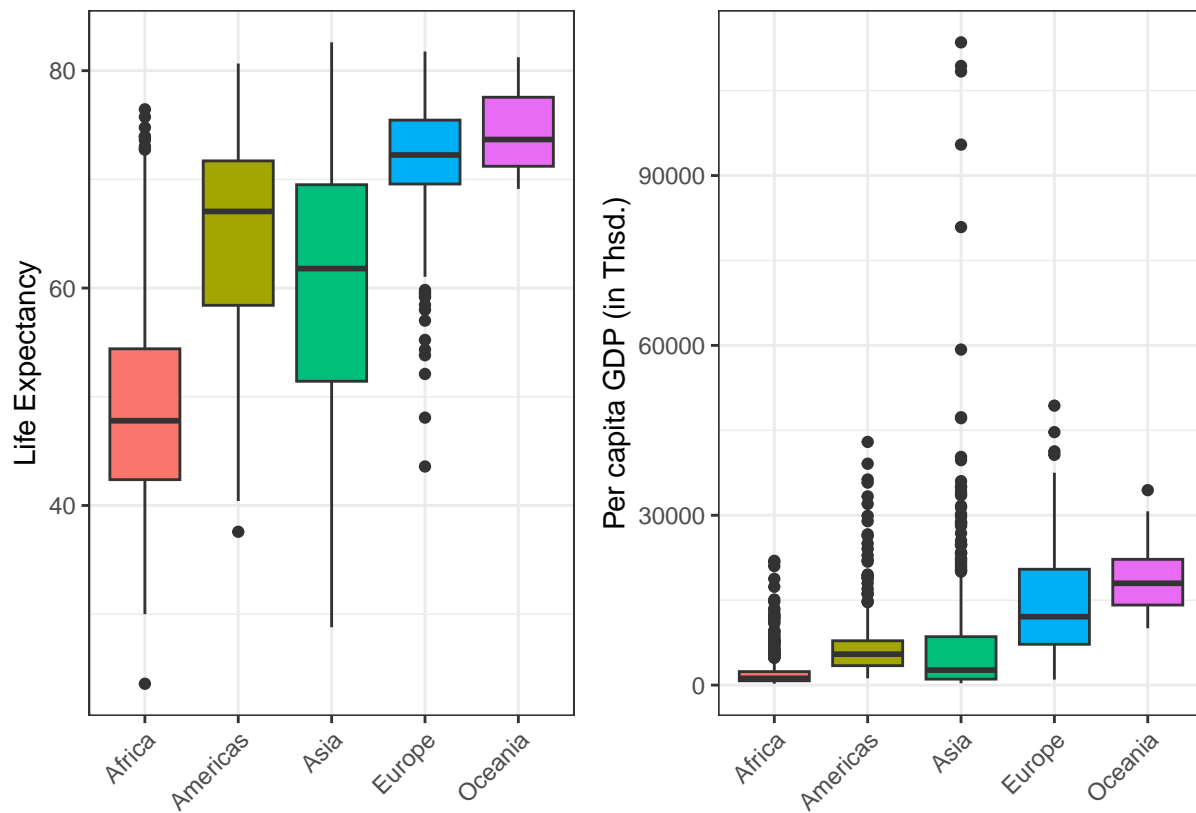 Life Expectancy
80
60
40
Africa
Americas
Asia
Europe
Oceania
Per capita GDP (in Thsd.)
90000
60000
30000
0
Africa
Americas
Asia
Europe
Oceania